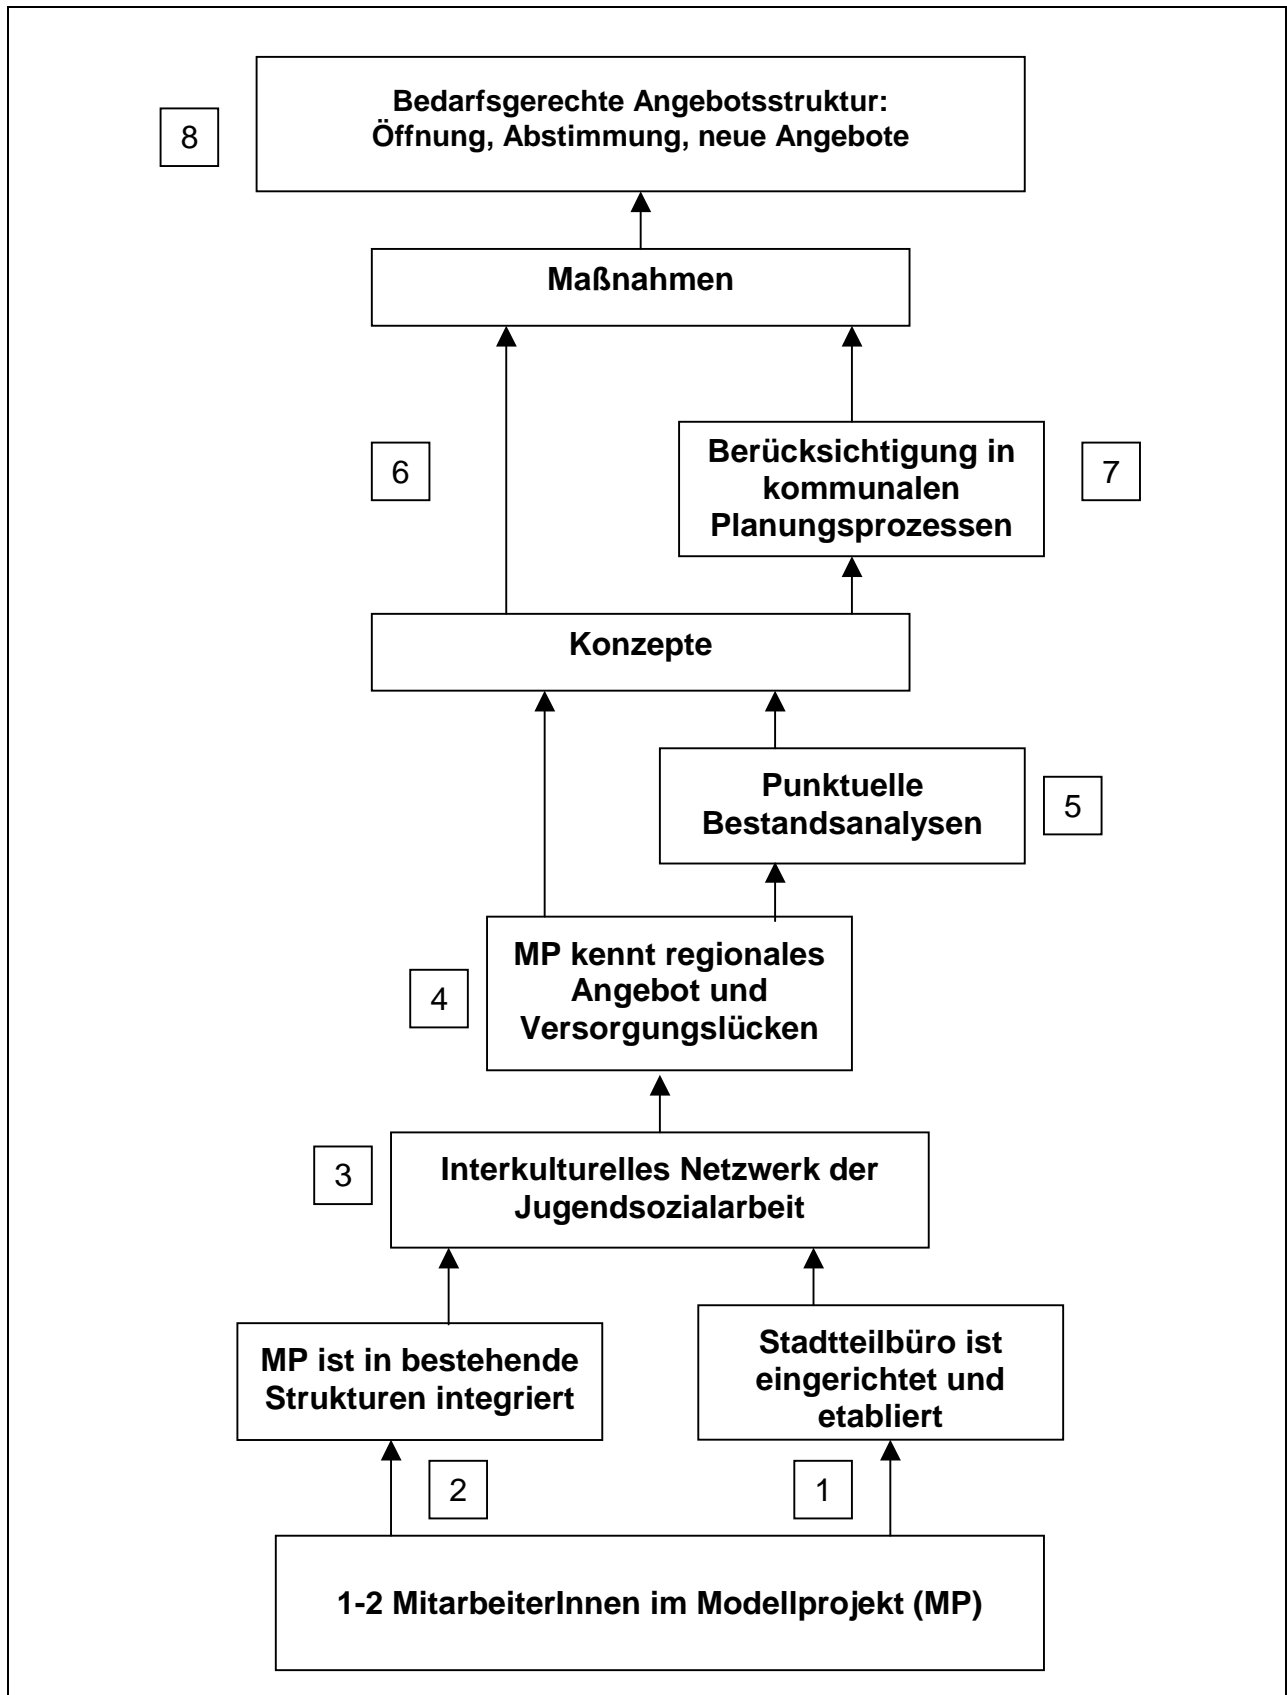 Bedarfsgerechte Angebotsstruktur:
Öffnung, Abstimmung, neue Angebote
8
Maßnahmen
6
Berücksichtigung in
kommunalen
Planungsprozessen
7
Konzepte
Punktuelle
Bestandsanalysen
5
MP kennt regionales
Angebot und
Versorgungslücken
4
3
Interkulturelles Netzwerk der
Jugendsozialarbeit
MP ist in bestehende
Strukturen integriert
Stadtteilbüro ist
eingerichtet und
etabliert
2
1
1-2 MitarbeiterInnen im Modellprojekt (MP)